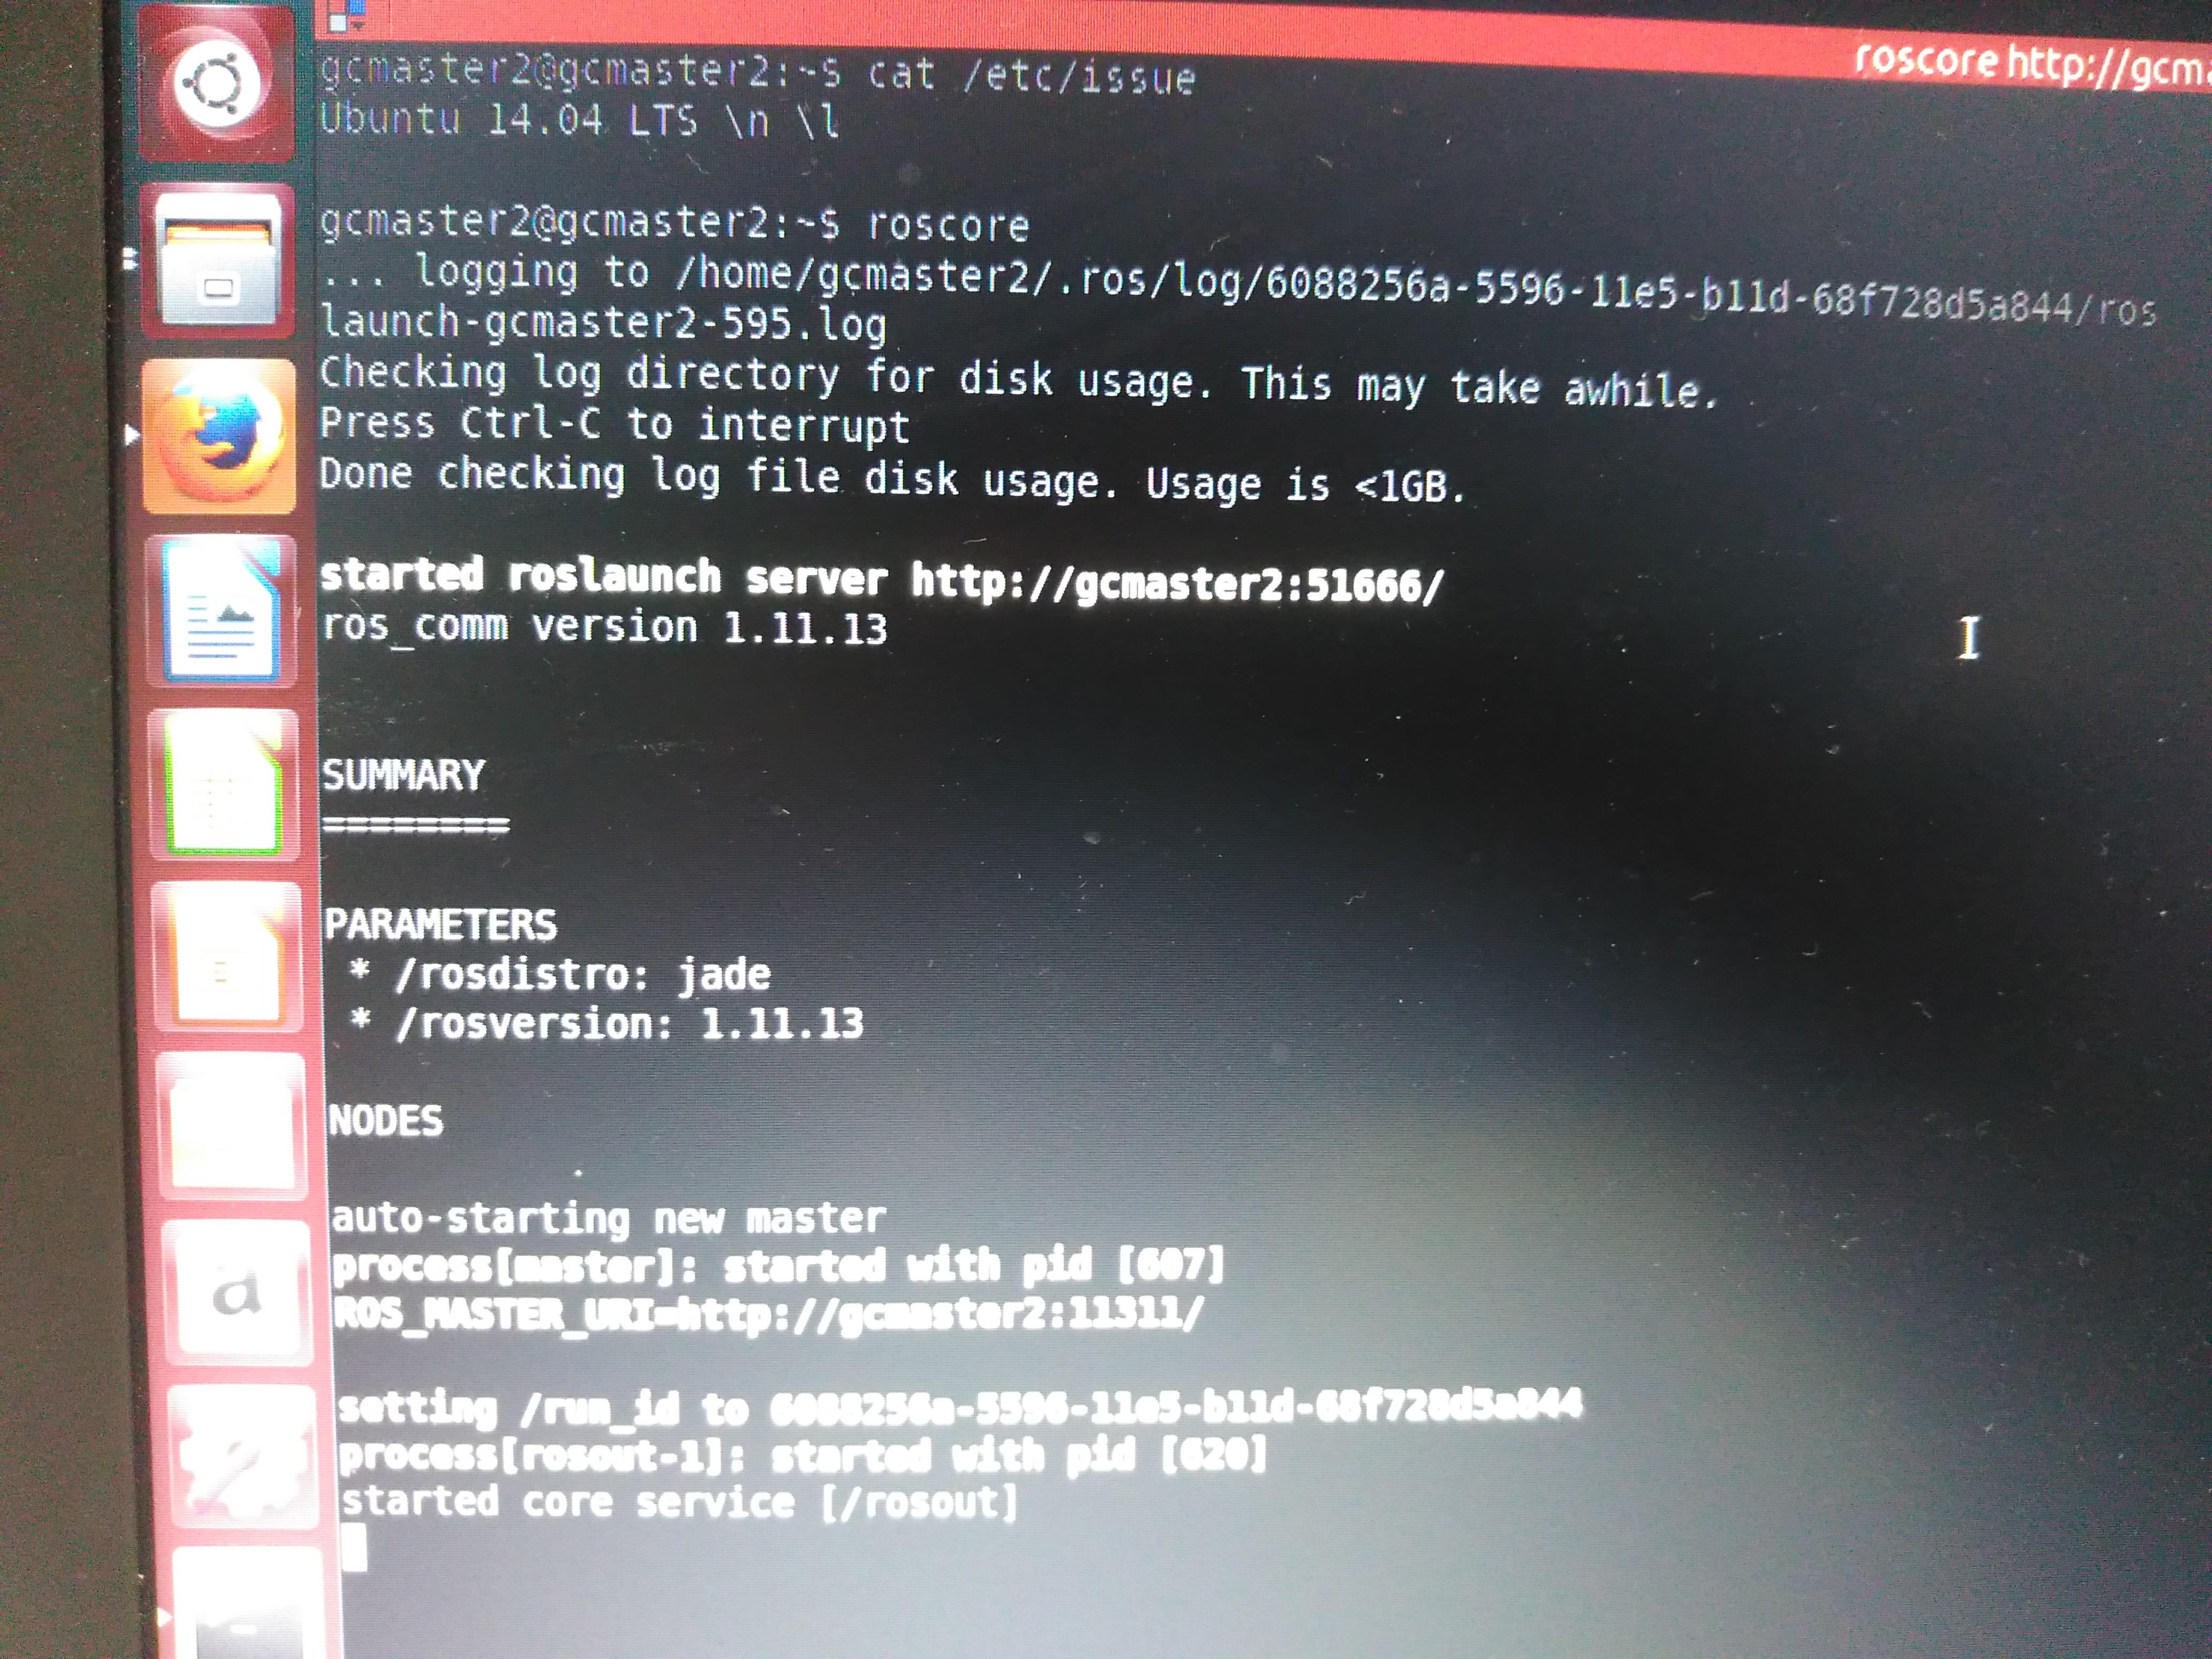 roscore http://gcm
gcmaster2@gcmaster2:~$ cat /etc/issue
Ubuntu 14.04 LTS \n \l
gcmaster2@gcmaster2:~$ roscore
... logging to /home/gcmaster2/.ros/log/6088256a-5596-11e5-b11d-68f728d5a844/ros
launch-gcmaster2-595.log
Checking log directory for disk usage. This may take awhile.
Press Ctrl-C to interrupt
Done checking log file disk usage. Usage is <1GB.
started roslaunch server http://gcmaster2:51666/
ros_comm version 1.11.13
SUMMARY
========
PARAMETERS
* /rosdistro: jade
* /rosversion: 1.11.13
NODES
auto-starting new master
process[master]: started with pid [607]
ROS_MASTER_URI=http://gcmaster2:11311/
setting /run_id to 6088256a-5596-11e5-b11d-68f728d5a844
process[rosout-1]: started with pid [620]
started core service [/rosout]
a